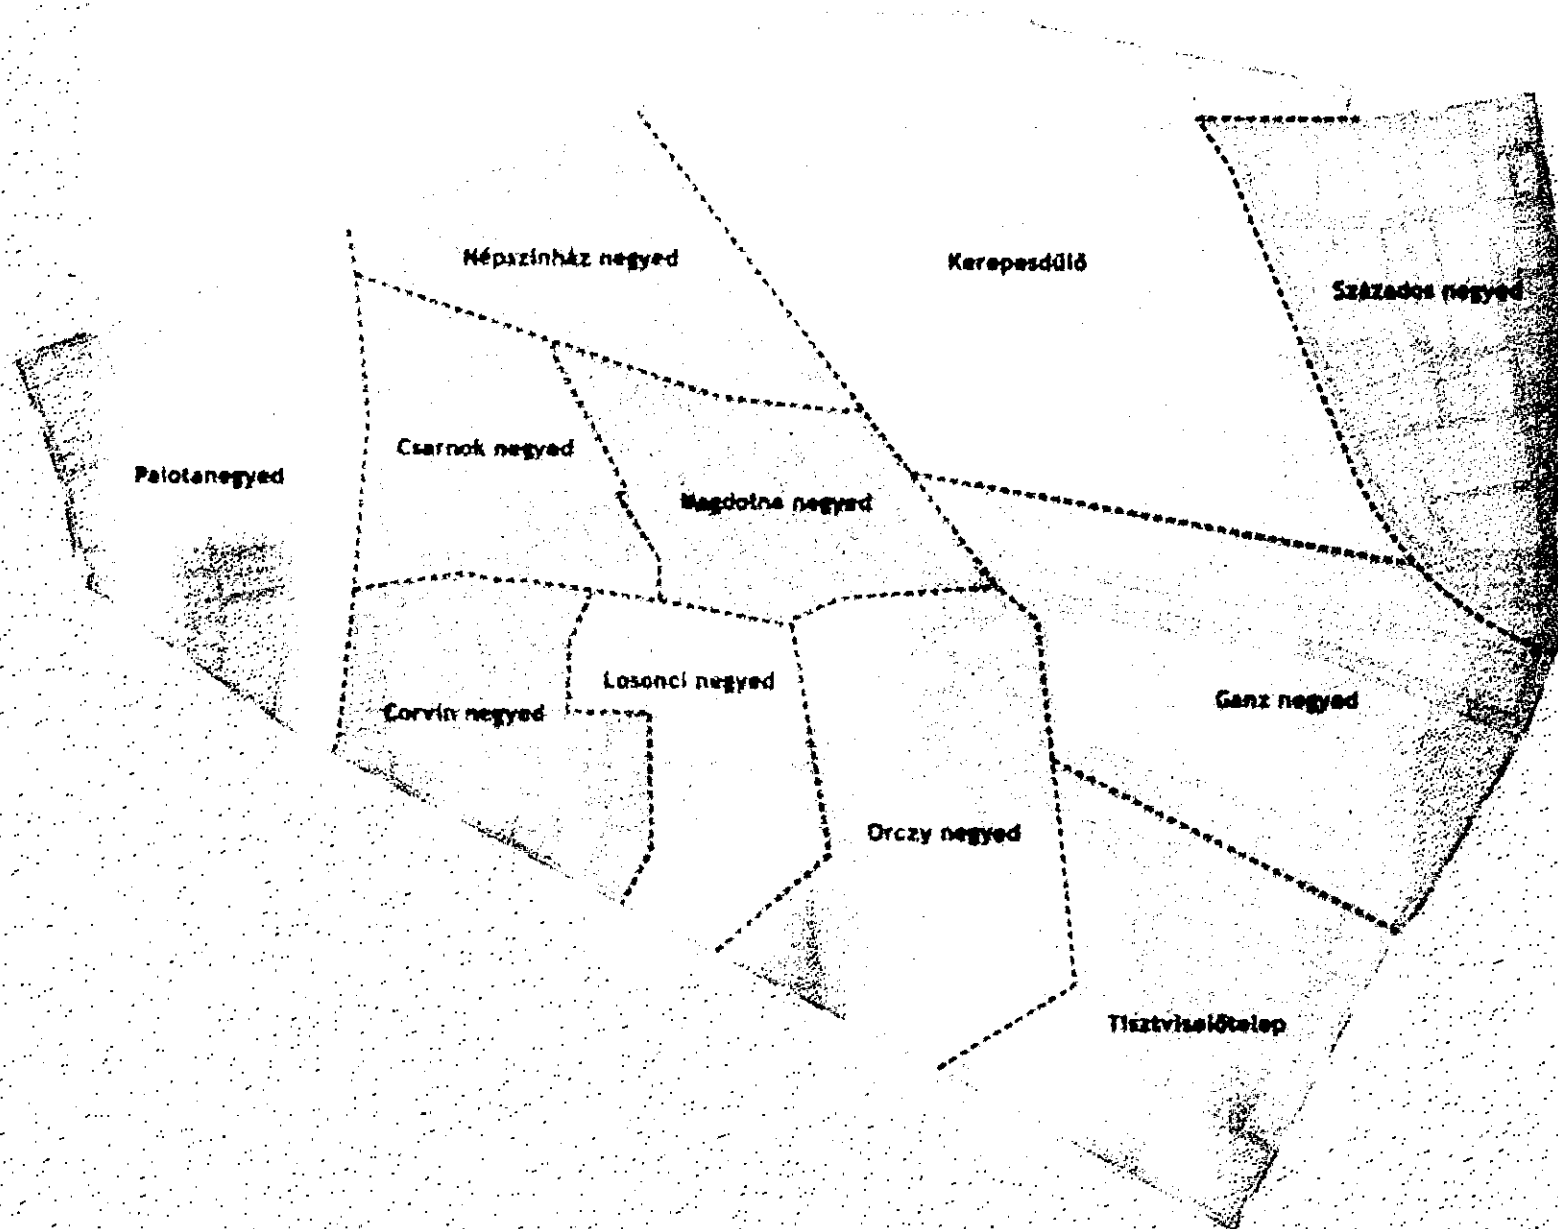 Népszínház negyed
Kerepesdűlő
Százados negyed
Csarnok negyed
Palotanegyed
Magdolna negyed
Losonci negyed
Corvin negyed
Ganz negyed
Orczy negyed
Tisztviselőtelep